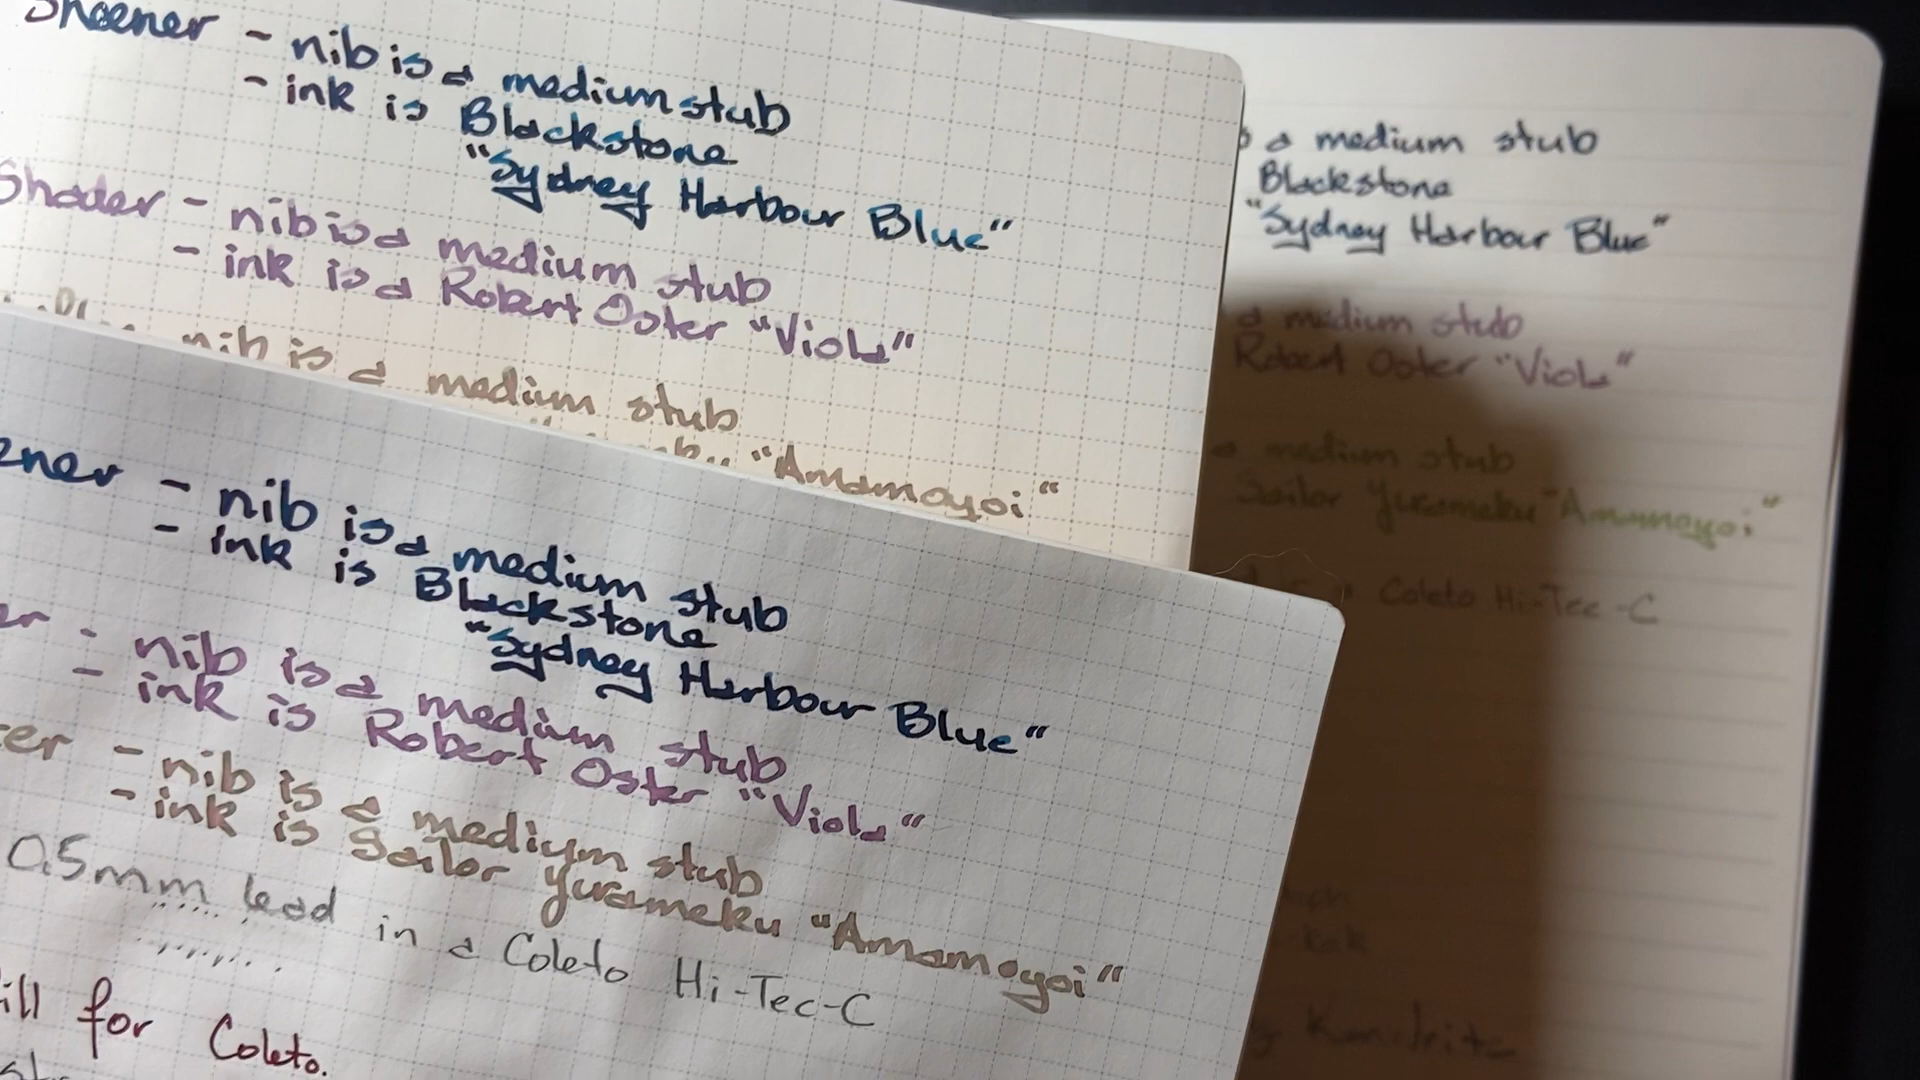 Sheener - nib is a medium stub
- ink is Blackstone
"Sydney Harbour Blue"
Shader - nib is a medium stub
- ink is a Robert Oster "Viola"
nib is a medium stub
"Amamoyoi"
ener - nib is a medium stub
- ink is Blackstone
"Sydney Harbour Blue"
er - nib is a medium stub
- ink is Robert Oster "Viola"
ter - nib is a medium stub
- ink is Sailor Yurameku "Amamoyoi"
0.5mm lead in a Coleto Hi-Tec-C
ill for Coleto.
a medium stub
Blackstone
"Sydney Harbour Blue"
a medium stub
Robert Oster "Viola"
a medium stub
Sailor Yurameku "Amamoyoi"
Coleto Hi-Tec-C